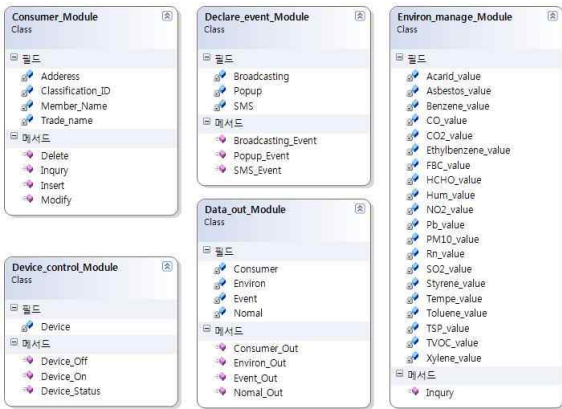 Consumer_Module
Class
필드
Adderess
Classification_ID
Member_Name
Trade_name
메서드
Delete
Inqury
Insert
Modify
Device_control_Module
Class
필드
Device
메서드
Device_Off
Device_On
Device_Status
Declare_event_Module
Class
필드
Broadcasting
Popup
SMS
메서드
Broadcasting_Event
Popup_Event
SMS_Event
Data_out_Module
Class
필드
Consumer
Environ
Event
Nomal
메서드
Consumer_Out
Environ_Out
Event_Out
Nomal_Out
Environ_manage_Module
Class
필드
Acarid_value
Asbestos_value
Benzene_value
CO_value
CO2_value
Ethylbenzene_value
FBC_value
HCHO_value
Hum_value
NO2_value
Pb_value
PM10_value
Rn_value
SO2_value
Styrene_value
Tempe_value
Toluene_value
TSP_value
TVOC_value
Xylene_value
메서드
Inqury